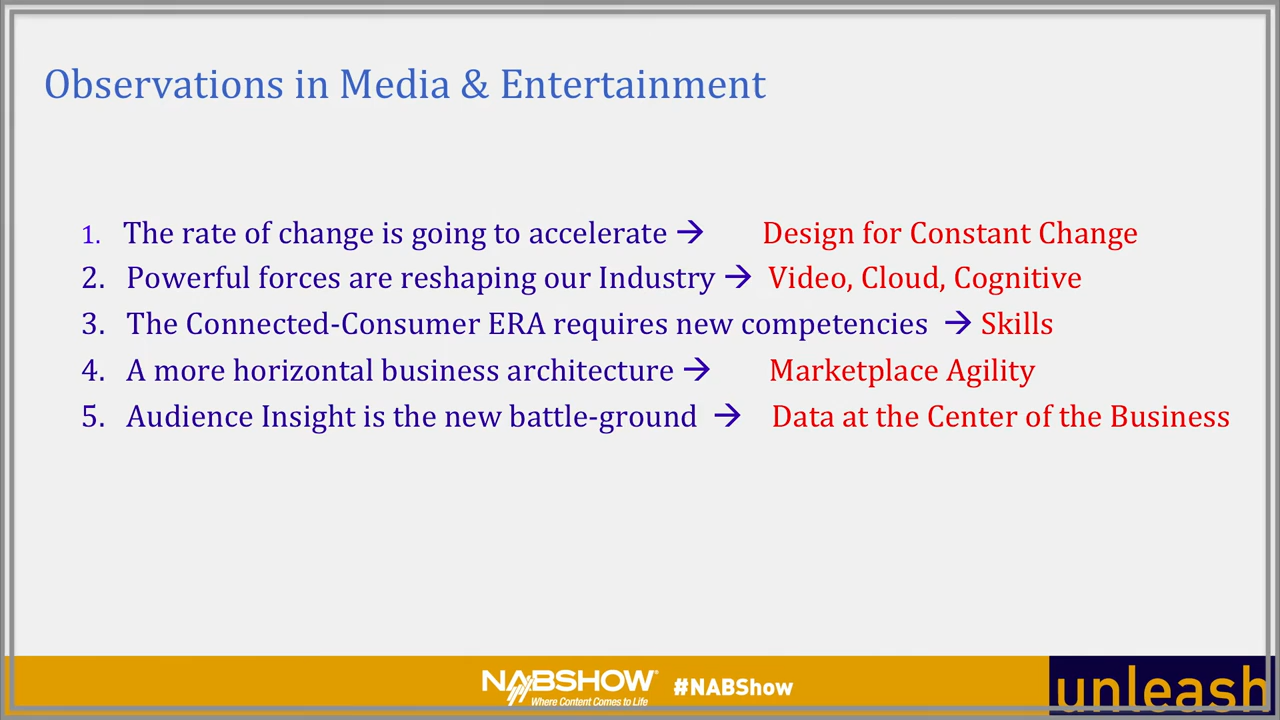 Observations in Media & Entertainment
1. The rate of change is going to accelerate → Design for Constant Change
2. Powerful forces are reshaping our Industry → Video, Cloud, Cognitive
3. The Connected-Consumer ERA requires new competencies → Skills
4. A more horizontal business architecture → Marketplace Agility
5. Audience Insight is the new battle-ground → Data at the Center of the Business
NABSHOW® #NABShow
Where Content Comes to Life
unleash